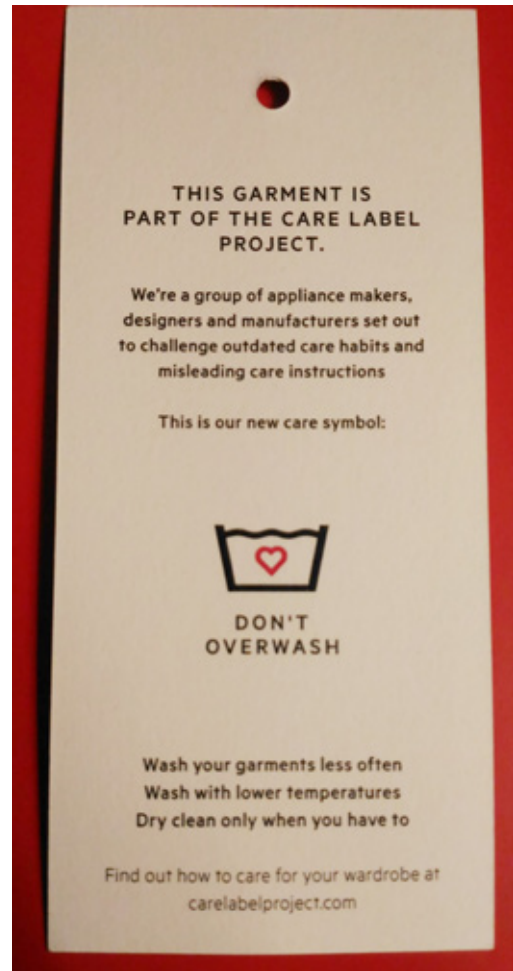 THIS GARMENT IS
PART OF THE CARE LABEL
PROJECT.
We're a group of appliance makers,
designers and manufacturers set out
to challenge outdated care habits and
misleading care instructions
This is our new care symbol:
DON'T
OVERWASH
Wash your garments less often
Wash with lower temperatures
Dry clean only when you have to
Find out how to care for your wardrobe at
carelabelproject.com